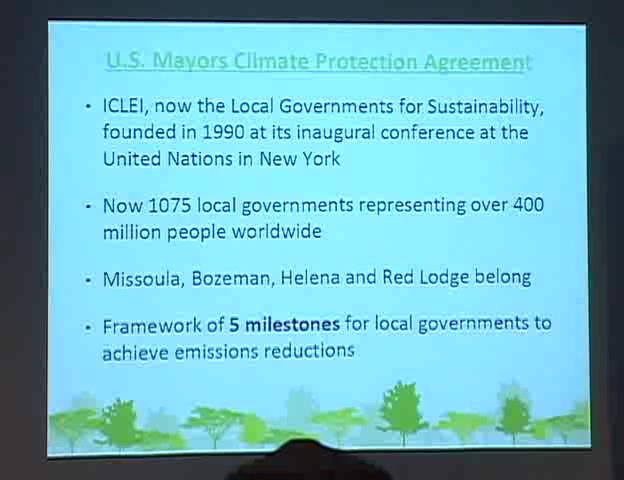 U.S. Mayors Climate Protection Agreement
• ICLEI, now the Local Governments for Sustainability,
founded in 1990 at its inaugural conference at the
United Nations in New York
• Now 1075 local governments representing over 400
million people worldwide
• Missoula, Bozeman, Helena and Red Lodge belong
• Framework of 5 milestones for local governments to
achieve emissions reductions